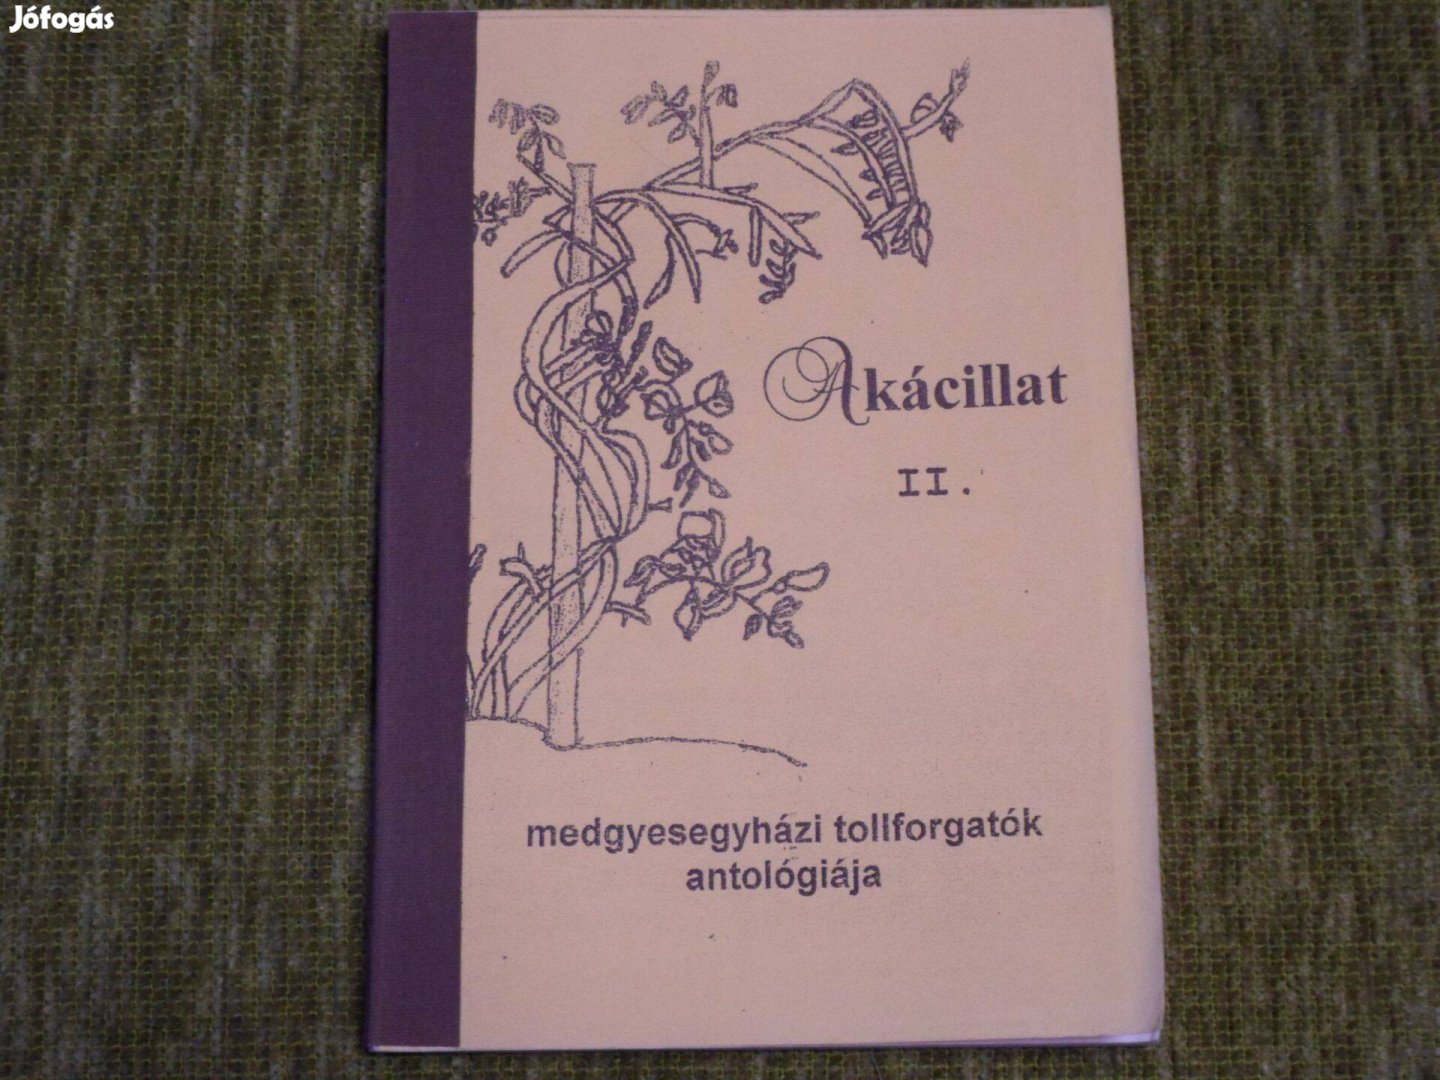 Jófogás
Akácillat
II.
medgyesegyházi tollforgatók
antológiája